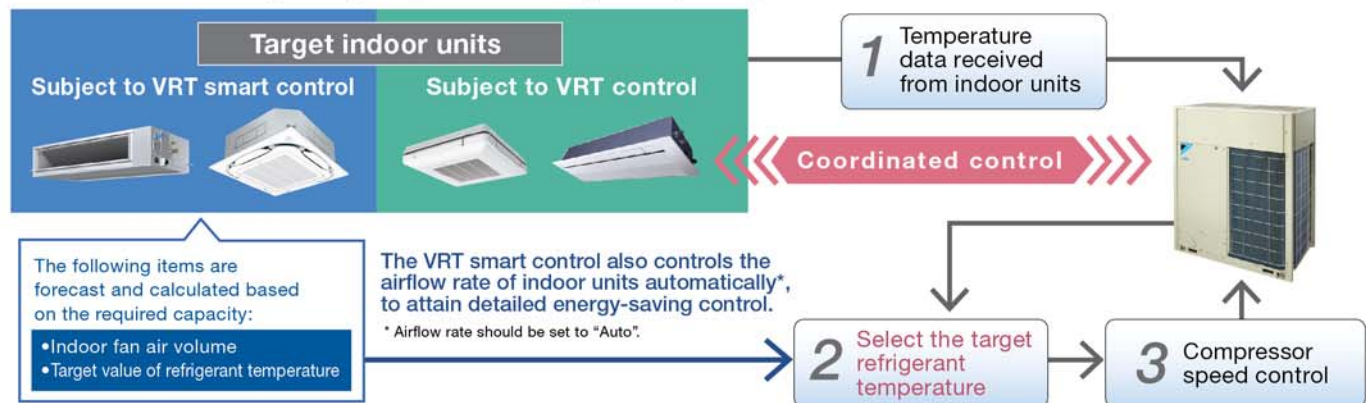 Target indoor units
Subject to VRT smart control
Subject to VRT control
1 Temperature
data received
from indoor units
Coordinated control
The following items are
forecast and calculated based
on the required capacity:
•Indoor fan air volume
•Target value of refrigerant temperature
The VRT smart control also controls the
airflow rate of indoor units automatically*,
to attain detailed energy-saving control.
* Airflow rate should be set to “Auto”.
2 Select the target
refrigerant
temperature
3 Compressor
speed control